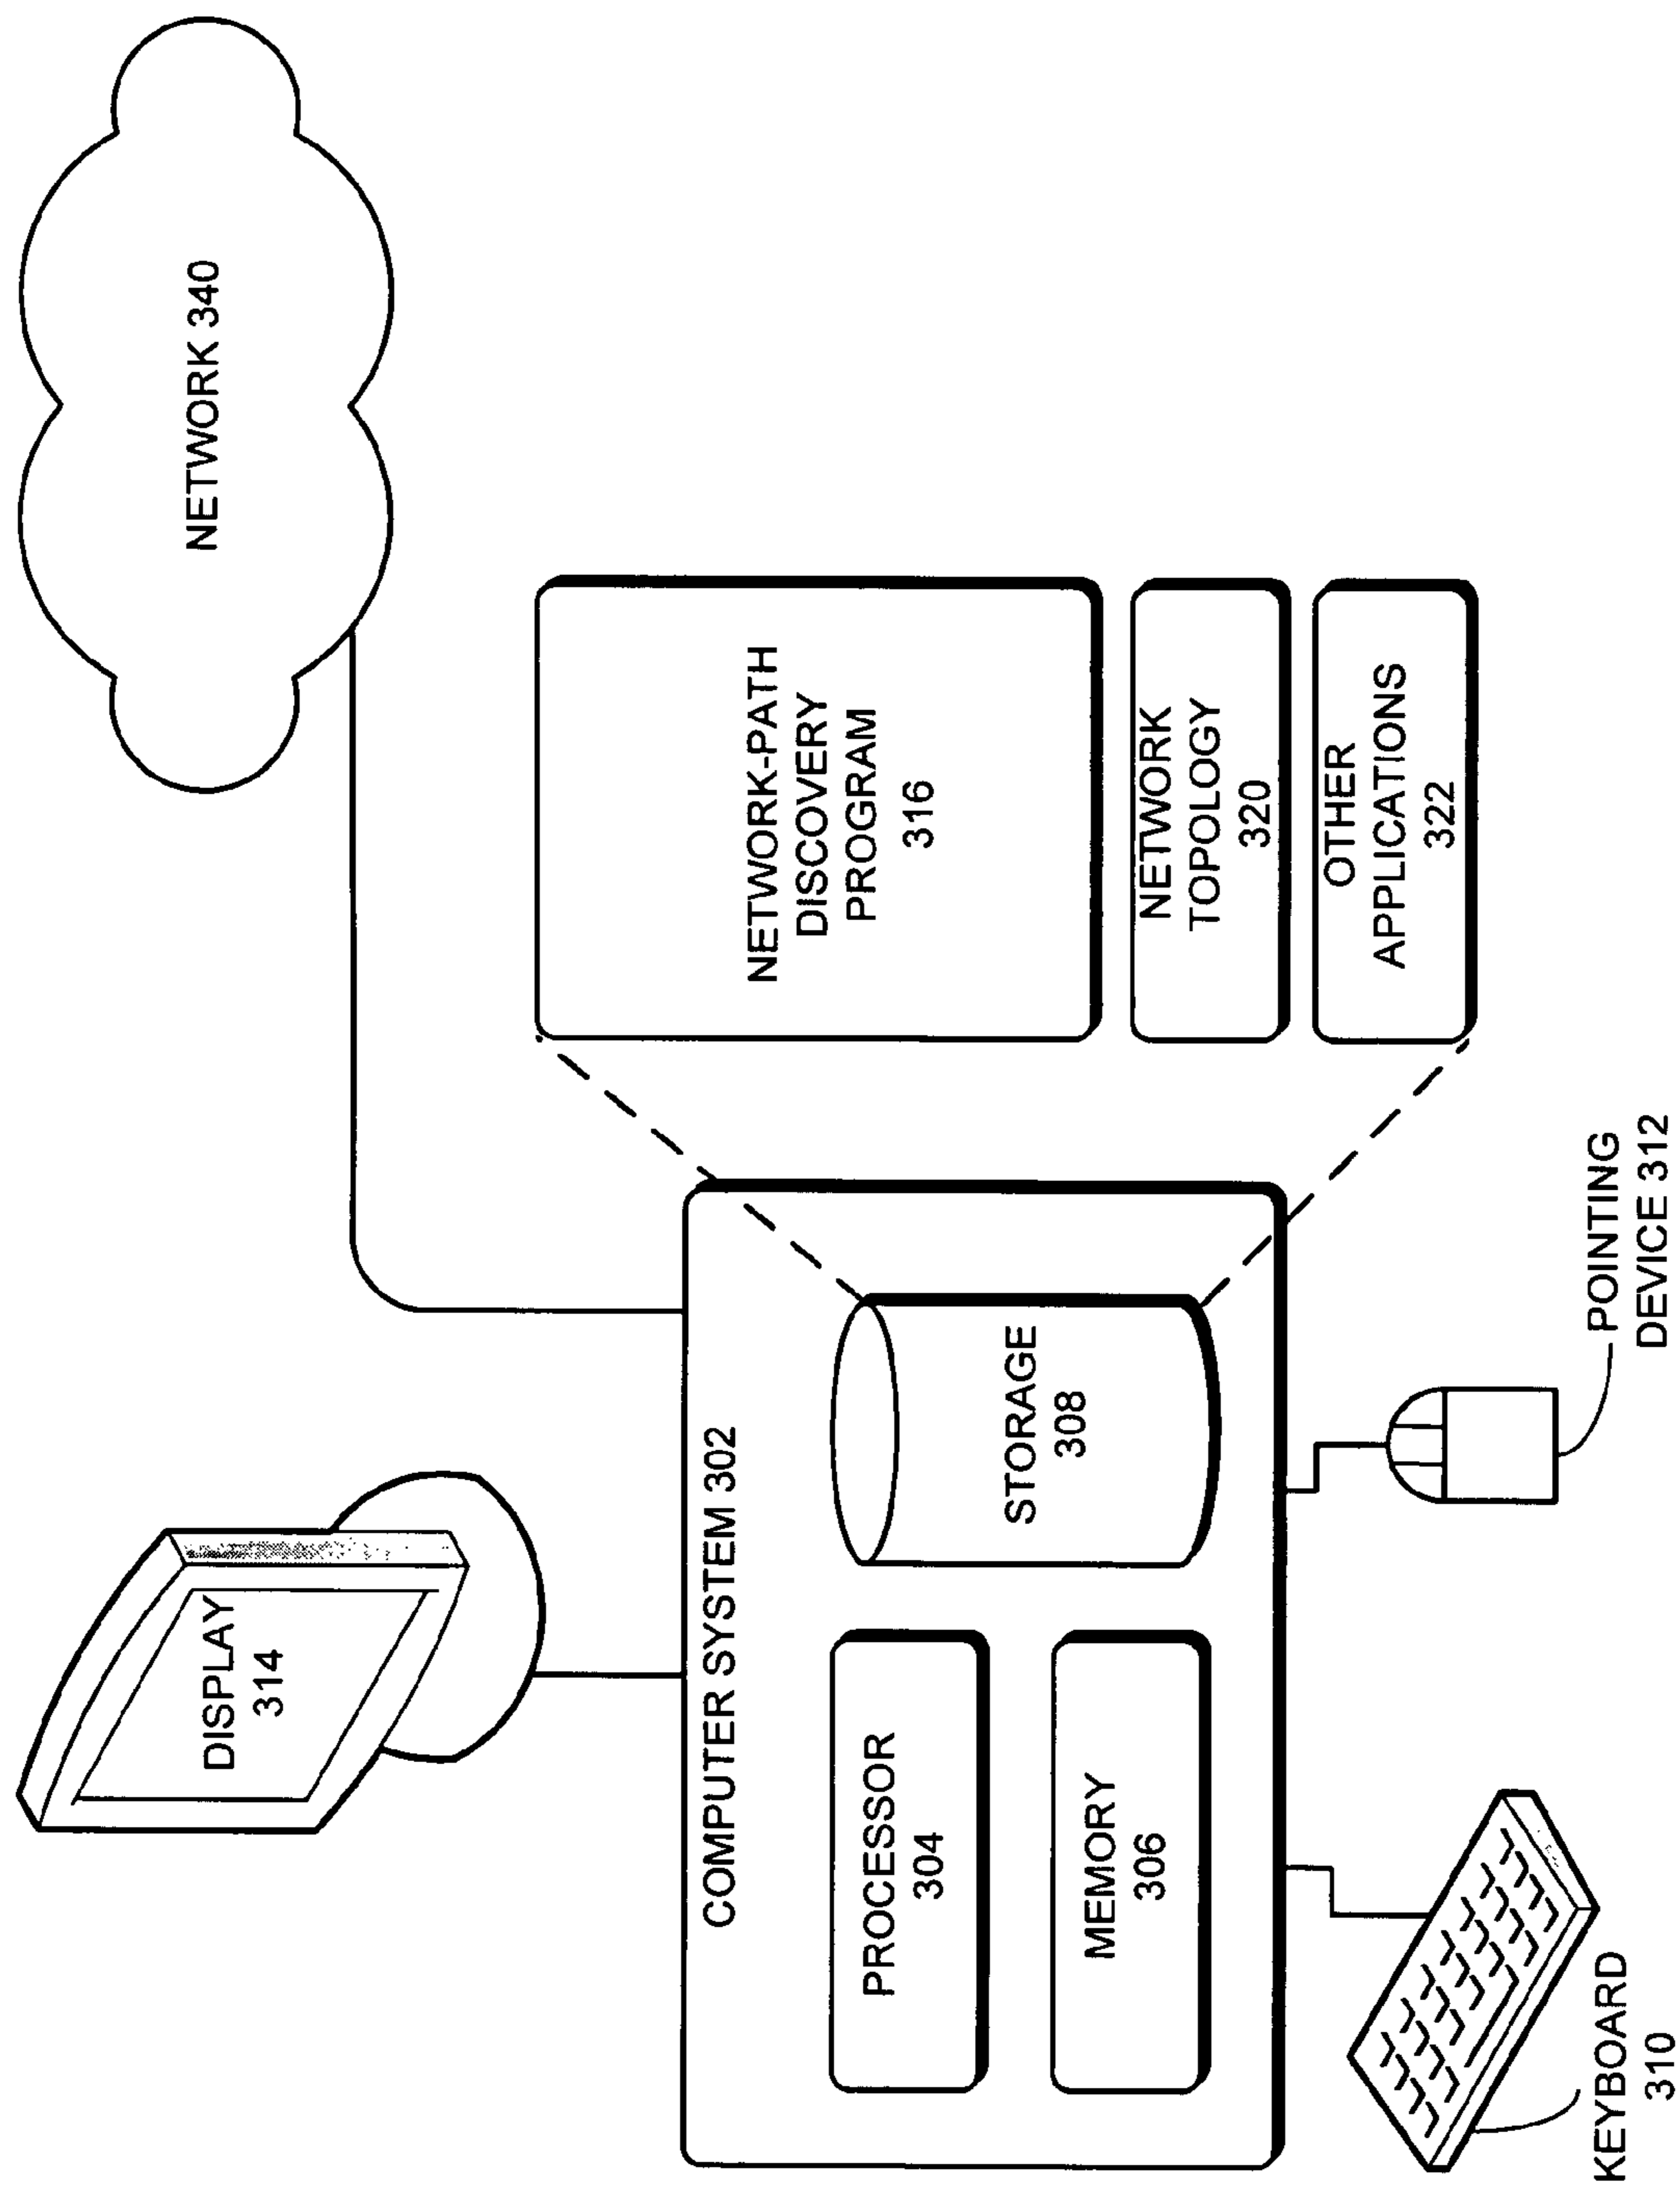 DISPLAY
314
NETWORK 340
COMPUTER SYSTEM 302
PROCESSOR
304
MEMORY
306
STORAGE
308
NETWORK-PATH
DISCOVERY
PROGRAM
316
NETWORK
TOPOLOGY
320
OTHER
APPLICATIONS
322
KEYBOARD
310
POINTING
DEVICE 312